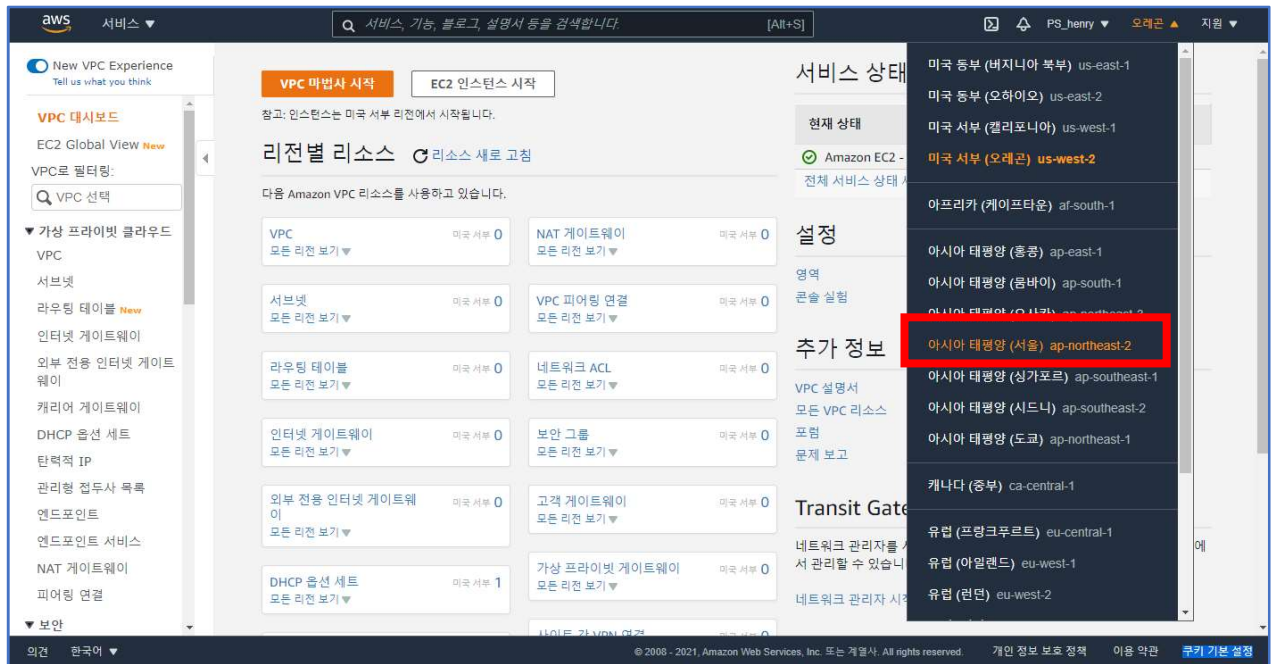 aws 서비스 ▼ 서비스, 기능, 블로그, 설명서 등을 검색합니다. [Alt+S] PS_henry ▼ 오레곤 ▲ 지원 ▼
New VPC Experience
Tell us what you think
VPC 대시보드
EC2 Global View New
VPC로 필터링:
VPC 선택
▼ 가상 프라이빗 클라우드
VPC
서브넷
라우팅 테이블 New
인터넷 게이트웨이
외부 전용 인터넷 게이트
웨이
캐리어 게이트웨이
DHCP 옵션 세트
탄력적 IP
관리형 접두사 목록
엔드포인트
엔드포인트 서비스
NAT 게이트웨이
피어링 연결
▼ 보안
VPC 마법사 시작 EC2 인스턴스 시작
참고: 인스턴스는 미국 서부 리전에서 시작됩니다.
리전별 리소스 리소스 새로 고침
다음 Amazon VPC 리소스를 사용하고 있습니다.
VPC 미국 서부 0
모든 리전 보기 ▼
NAT 게이트웨이 미국 서부 0
모든 리전 보기 ▼
서브넷 미국 서부 0
모든 리전 보기 ▼
VPC 피어링 연결 미국 서부 0
모든 리전 보기 ▼
라우팅 테이블 미국 서부 0
모든 리전 보기 ▼
네트워크 ACL 미국 서부 0
모든 리전 보기 ▼
인터넷 게이트웨이 미국 서부 0
모든 리전 보기 ▼
보안 그룹 미국 서부 0
모든 리전 보기 ▼
외부 전용 인터넷 게이트웨 미국 서부 0
이
모든 리전 보기 ▼
고객 게이트웨이 미국 서부 0
모든 리전 보기 ▼
DHCP 옵션 세트 미국 서부 1
모든 리전 보기 ▼
가상 프라이빗 게이트웨이 미국 서부 0
모든 리전 보기 ▼
사이트 간 VPN 연결 미국 서부 0
서비스 상태
현재 상태
Amazon EC2 -
전체 서비스 상태
설정
영역
콘솔 실험
추가 정보
VPC 설명서
모든 VPC 리소스
포럼
문제 보고
Transit Gate
네트워크 관리자를 에
서 관리할 수 있습니
네트워크 관리자 시작
미국 동부 (버지니아 북부) us-east-1
미국 동부 (오하이오) us-east-2
미국 서부 (캘리포니아) us-west-1
미국 서부 (오레곤) us-west-2
아프리카 (케이프타운) af-south-1
아시아 태평양 (홍콩) ap-east-1
아시아 태평양 (뭄바이) ap-south-1
아시아 태평양 (오사카) ap-northeast-3
아시아 태평양 (서울) ap-northeast-2
아시아 태평양 (싱가포르) ap-southeast-1
아시아 태평양 (시드니) ap-southeast-2
아시아 태평양 (도쿄) ap-northeast-1
캐나다 (중부) ca-central-1
유럽 (프랑크푸르트) eu-central-1
유럽 (아일랜드) eu-west-1
유럽 (런던) eu-west-2
의견 한국어 ▼ © 2008 - 2021, Amazon Web Services, Inc. 또는 계열사. All rights reserved. 개인 정보 보호 정책 이용 약관 쿠키 기본 설정